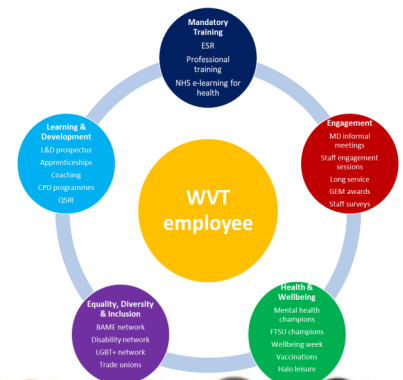 Mandatory
Training
ESR
Professional
training
NHS e-learning for
health
Engagement
MD informal
meetings
Staff engagement
sessions
Long service
GEM awards
Staff surveys
Health &
Wellbeing
Mental health
champions
FTSU champions
Wellbeing week
Vaccinations
Halo leisure
Equality, Diversity
& Inclusion
BAME network
Disability network
LGBT+ network
Trade unions
Learning &
Development
L&D prospectus
Apprenticeships
Coaching
CPD programmes
QSIR
WVT
employee